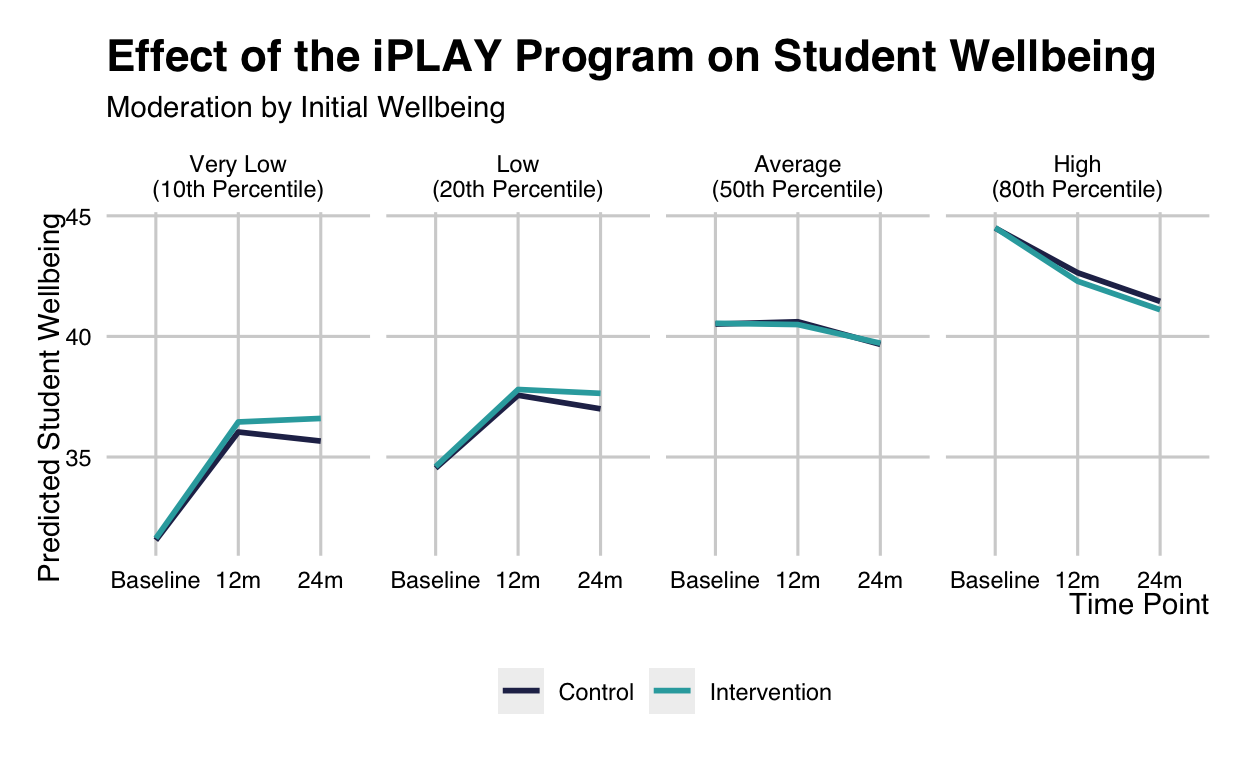 Effect of the iPLAY Program on Student Wellbeing
Moderation by Initial Wellbeing
Very Low
(10th Percentile)
Low
(20th Percentile)
Average
(50th Percentile)
High
(80th Percentile)
Predicted Student Wellbeing
45
40
35
Baseline 12m 24m
Baseline 12m 24m
Baseline 12m 24m
Baseline 12m 24m
Time Point
Control
Intervention